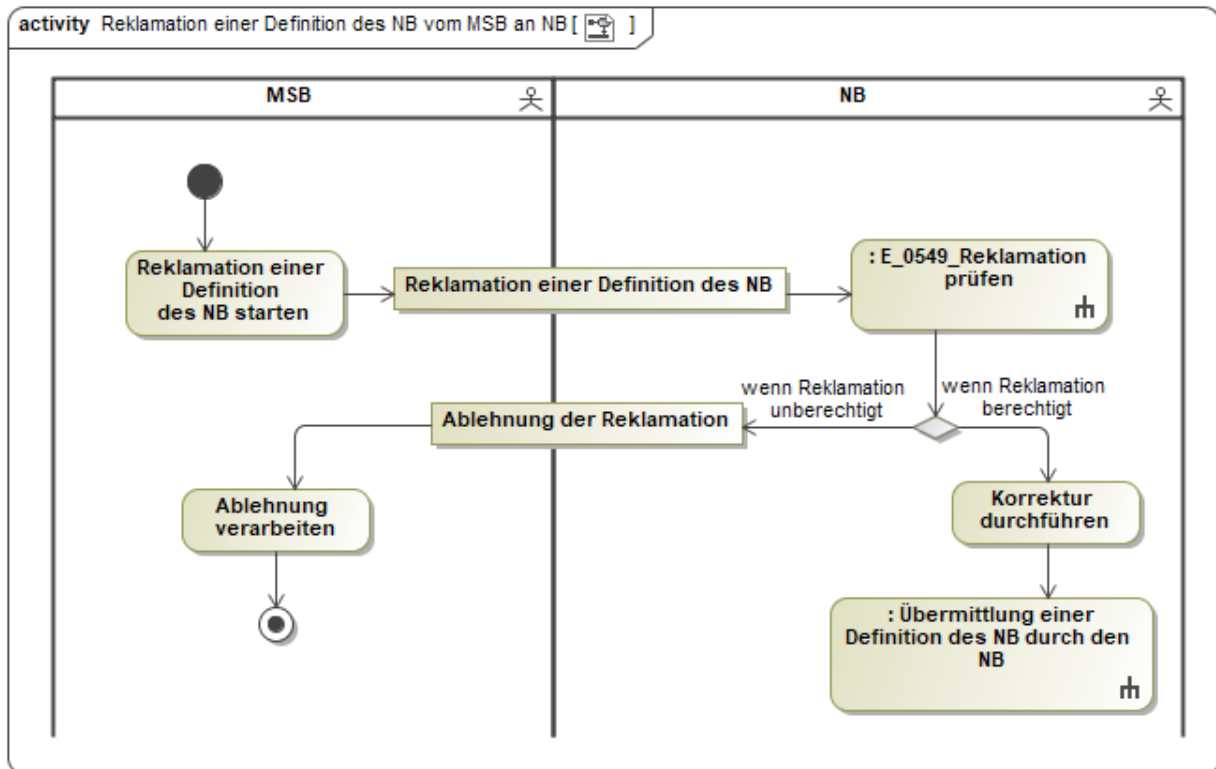 activity Reklamation einer Definition des NB vom MSB an NB [ ]
MSB
NB
Reklamation einer
Definition
des NB starten
Reklamation einer Definition des NB
: E_0549_Reklamation
prüfen
wenn Reklamation
unberechtigt
wenn Reklamation
berechtigt
Ablehnung der Reklamation
Ablehnung
verarbeiten
Korrektur
durchführen
: Übermittlung einer
Definition des NB durch den
NB